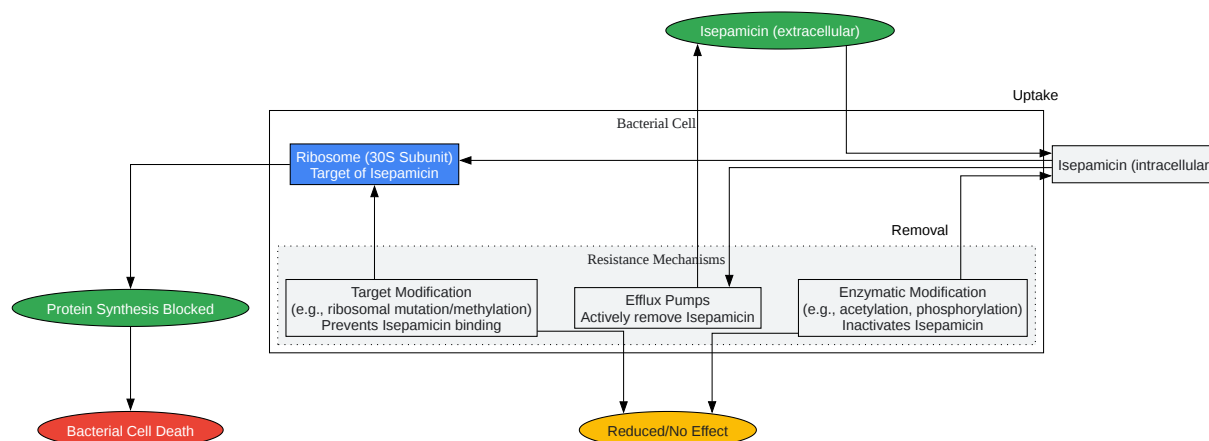 Isepamicin (extracellular)
Uptake
Bacterial Cell
Ribosome (30S Subunit)
Target of Isepamicin
Isepamicin (intracellular)
Removal
Resistance Mechanisms
Target Modification
(e.g., ribosomal mutation/methylation)
Prevents Isepamicin binding
Efflux Pumps
Actively remove Isepamicin
Enzymatic Modification
(e.g., acetylation, phosphorylation)
Inactivates Isepamicin
Protein Synthesis Blocked
Bacterial Cell Death
Reduced/No Effect